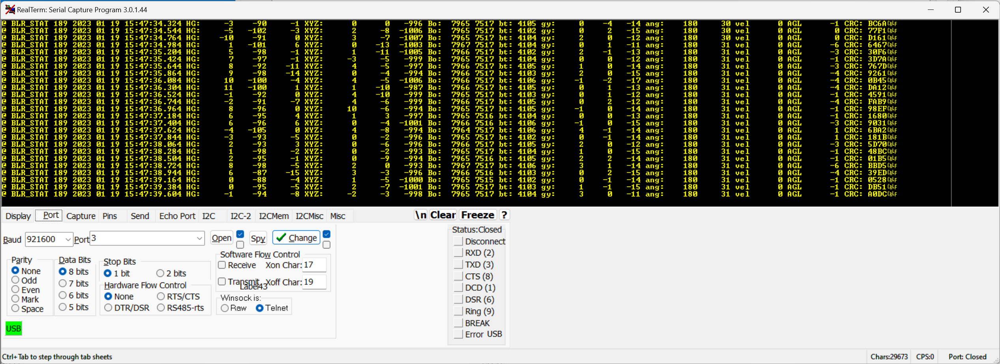 RealTerm: Serial Capture Program 3.0.1.44
@ BLR_STAT 189 2023 01 19 15:47:34.324 HG: -3 -90 -1 XYZ: 0 0 -996 Bo: 7965 7517 bt: 4105 gy: 0 -4 -14 ang: 180 30 vel 0 AGL -1 CRC: BC6ACRLF
@ BLR_STAT 189 2023 01 19 15:47:34.544 HG: -5 -102 -3 XYZ: 2 -8 -1006 Bo: 7965 7517 bt: 4102 gy: 0 2 -15 ang: 180 30 vel 0 AGL 0 CRC: 77F1CRLF
@ BLR_STAT 189 2023 01 19 15:47:34.764 HG: -10 -91 0 XYZ: 3 -7 -1007 Bo: 7965 7517 bt: 4104 gy: 2 0 -12 ang: 180 30 vel 0 AGL 0 CRC: D161CRLF
@ BLR_STAT 189 2023 01 19 15:47:34.984 HG: 1 -101 6 XYZ: 0 -13 -1003 Bo: 7967 7517 bt: 4104 gy: 0 1 -11 ang: 180 31 vel 0 AGL -6 CRC: 6467CRLF
@ BLR_STAT 189 2023 01 19 15:47:35.204 HG: 5 -98 -1 XYZ: 1 -11 -1005 Bo: 7966 7517 bt: 4102 gy: 2 -1 -13 ang: 180 31 vel 0 AGL -3 CRC: 30F6CRLF
@ BLR_STAT 189 2023 01 19 15:47:35.424 HG: 7 -97 -1 XYZ: -3 -5 -999 Bo: 7965 7517 bt: 4104 gy: 0 0 -12 ang: 180 31 vel 0 AGL -1 CRC: 3D7ACRLF
@ BLR_STAT 189 2023 01 19 15:47:35.644 HG: 8 -92 -11 XYZ: 4 -5 -997 Bo: 7966 7517 bt: 4105 gy: 1 0 -14 ang: 180 31 vel 0 AGL -3 CRC: 767DCRLF
@ BLR_STAT 189 2023 01 19 15:47:35.864 HG: 9 -98 -14 XYZ: 0 -4 -994 Bo: 7966 7517 bt: 4103 gy: 2 0 -15 ang: 180 31 vel 0 AGL -4 CRC: 9261CRLF
@ BLR_STAT 189 2023 01 19 15:47:36.084 HG: 10 -100 -4 XYZ: 4 -5 -1006 Bo: 7966 7517 bt: 4106 gy: -1 -2 -17 ang: 180 31 vel 0 AGL -4 CRC: 0B45CRLF
@ BLR_STAT 189 2023 01 19 15:47:36.304 HG: 11 -100 1 XYZ: 1 -10 -987 Bo: 7966 7517 bt: 4105 gy: 0 1 -13 ang: 180 31 vel 0 AGL -4 CRC: DA12CRLF
@ BLR_STAT 189 2023 01 19 15:47:36.524 HG: -1 -92 0 XYZ: 4 -10 -999 Bo: 7965 7517 bt: 4103 gy: 0 1 -12 ang: 180 31 vel 0 AGL -1 CRC: 4591CRLF
@ BLR_STAT 189 2023 01 19 15:47:36.744 HG: -2 -91 -7 XYZ: 4 -6 -999 Bo: 7966 7517 bt: 4105 gy: 0 2 -12 ang: 180 31 vel 0 AGL -4 CRC: FAB9CRLF
@ BLR_STAT 189 2023 01 19 15:47:36.964 HG: 8 -96 0 XYZ: 10 -6 -994 Bo: 7965 7517 bt: 4105 gy: -1 0 -14 ang: 180 31 vel 0 AGL -1 CRC: 98EFCRLF
@ BLR_STAT 189 2023 01 19 15:47:37.184 HG: 6 -95 4 XYZ: 1 3 -997 Bo: 7965 7516 bt: 4104 gy: 0 0 -13 ang: 180 31 vel 0 AGL -1 CRC: 1680CRLF
@ BLR_STAT 189 2023 01 19 15:47:37.404 HG: 6 -96 6 XYZ: 0 -4 -1001 Bo: 7966 7516 bt: 4106 gy: -1 0 -15 ang: 180 31 vel 0 AGL -3 CRC: 9031CRLF
@ BLR_STAT 189 2023 01 19 15:47:37.624 HG: -4 -105 0 XYZ: 4 -8 -994 Bo: 7964 7517 bt: 4106 gy: 4 -1 -14 ang: 180 31 vel 0 AGL 1 CRC: 6BA2CRLF
@ BLR_STAT 189 2023 01 19 15:47:37.844 HG: -3 -93 -5 XYZ: 0 -2 -996 Bo: 7965 7517 bt: 4102 gy: 0 -1 -14 ang: 180 31 vel 0 AGL 1 CRC: 181BCRLF
@ BLR_STAT 189 2023 01 19 15:47:38.064 HG: 2 -93 3 XYZ: 0 -6 -996 Bo: 7966 7517 bt: 4105 gy: 2 0 -12 ang: 180 31 vel 0 AGL -3 CRC: 5D70CRLF
@ BLR_STAT 189 2023 01 19 15:47:38.284 HG: 1 -98 -2 XYZ: 0 -2 -993 Bo: 7965 7517 bt: 4104 gy: 1 0 -15 ang: 180 31 vel 0 AGL -1 CRC: 48BCCRLF
@ BLR_STAT 189 2023 01 19 15:47:38.504 HG: 2 -95 -1 XYZ: 0 -9 -994 Bo: 7965 7516 bt: 4105 gy: 2 2 -14 ang: 180 31 vel 0 AGL -1 CRC: 01B5CRLF
@ BLR_STAT 189 2023 01 19 15:47:38.724 HG: 8 -98 -5 XYZ: 2 0 -993 Bo: 7967 7517 bt: 4106 gy: 3 1 -14 ang: 180 31 vel 0 AGL -6 CRC: BBD5CRLF
@ BLR_STAT 189 2023 01 19 15:47:38.944 HG: 6 -87 -15 XYZ: 3 -3 -996 Bo: 7966 7516 bt: 4103 gy: 0 2 -15 ang: 180 31 vel 0 AGL -4 CRC: 39EDCRLF
@ BLR_STAT 189 2023 01 19 15:47:39.164 HG: 0 -88 -4 XYZ: 1 -5 -1000 Bo: 7965 7515 bt: 4102 gy: 0 -1 -14 ang: 180 31 vel 0 AGL -1 CRC: 0528CRLF
@ BLR_STAT 189 2023 01 19 15:47:39.384 HG: 0 -95 -5 XYZ: 2 -7 -1001 Bo: 7965 7517 bt: 4103 gy: 1 -1 -15 ang: 180 31 vel 0 AGL -1 CRC: DB51CRLF
@ BLR_STAT 189 2023 01 19 15:47:39.604 HG: -1 -94 -8 XYZ: -2 -3 -998 Bo: 7965 7517 bt: 4104 gy: 3 0 -11 ang: 180 31 vel 0 AGL -1 CRC: A0DCCRLF
Display Port Capture Pins Send Echo Port I2C I2C-2 I2CMem I2CMisc Misc \n Clear Freeze ?
Baud 921600 Port 3 Open Spy Change
Parity
None
Odd
Even
Mark
Space
Data Bits
8 bits
7 bits
6 bits
5 bits
Stop Bits
1 bit 2 bits
Hardware Flow Control
None RTS/CTS
DTR/DSR RS485-rts
Software Flow Control
Receive Xon Char: 17
Transmit Xoff Char: 19
Label43
Winsock is:
Raw Telnet
Status:Closed
Disconnect
RXD (2)
TXD (3)
CTS (8)
DCD (1)
DSR (6)
Ring (9)
BREAK
Error USB
USB
Ctrl+Tab to step through tab sheets Chars:29673 CPS:0 Port: Closed